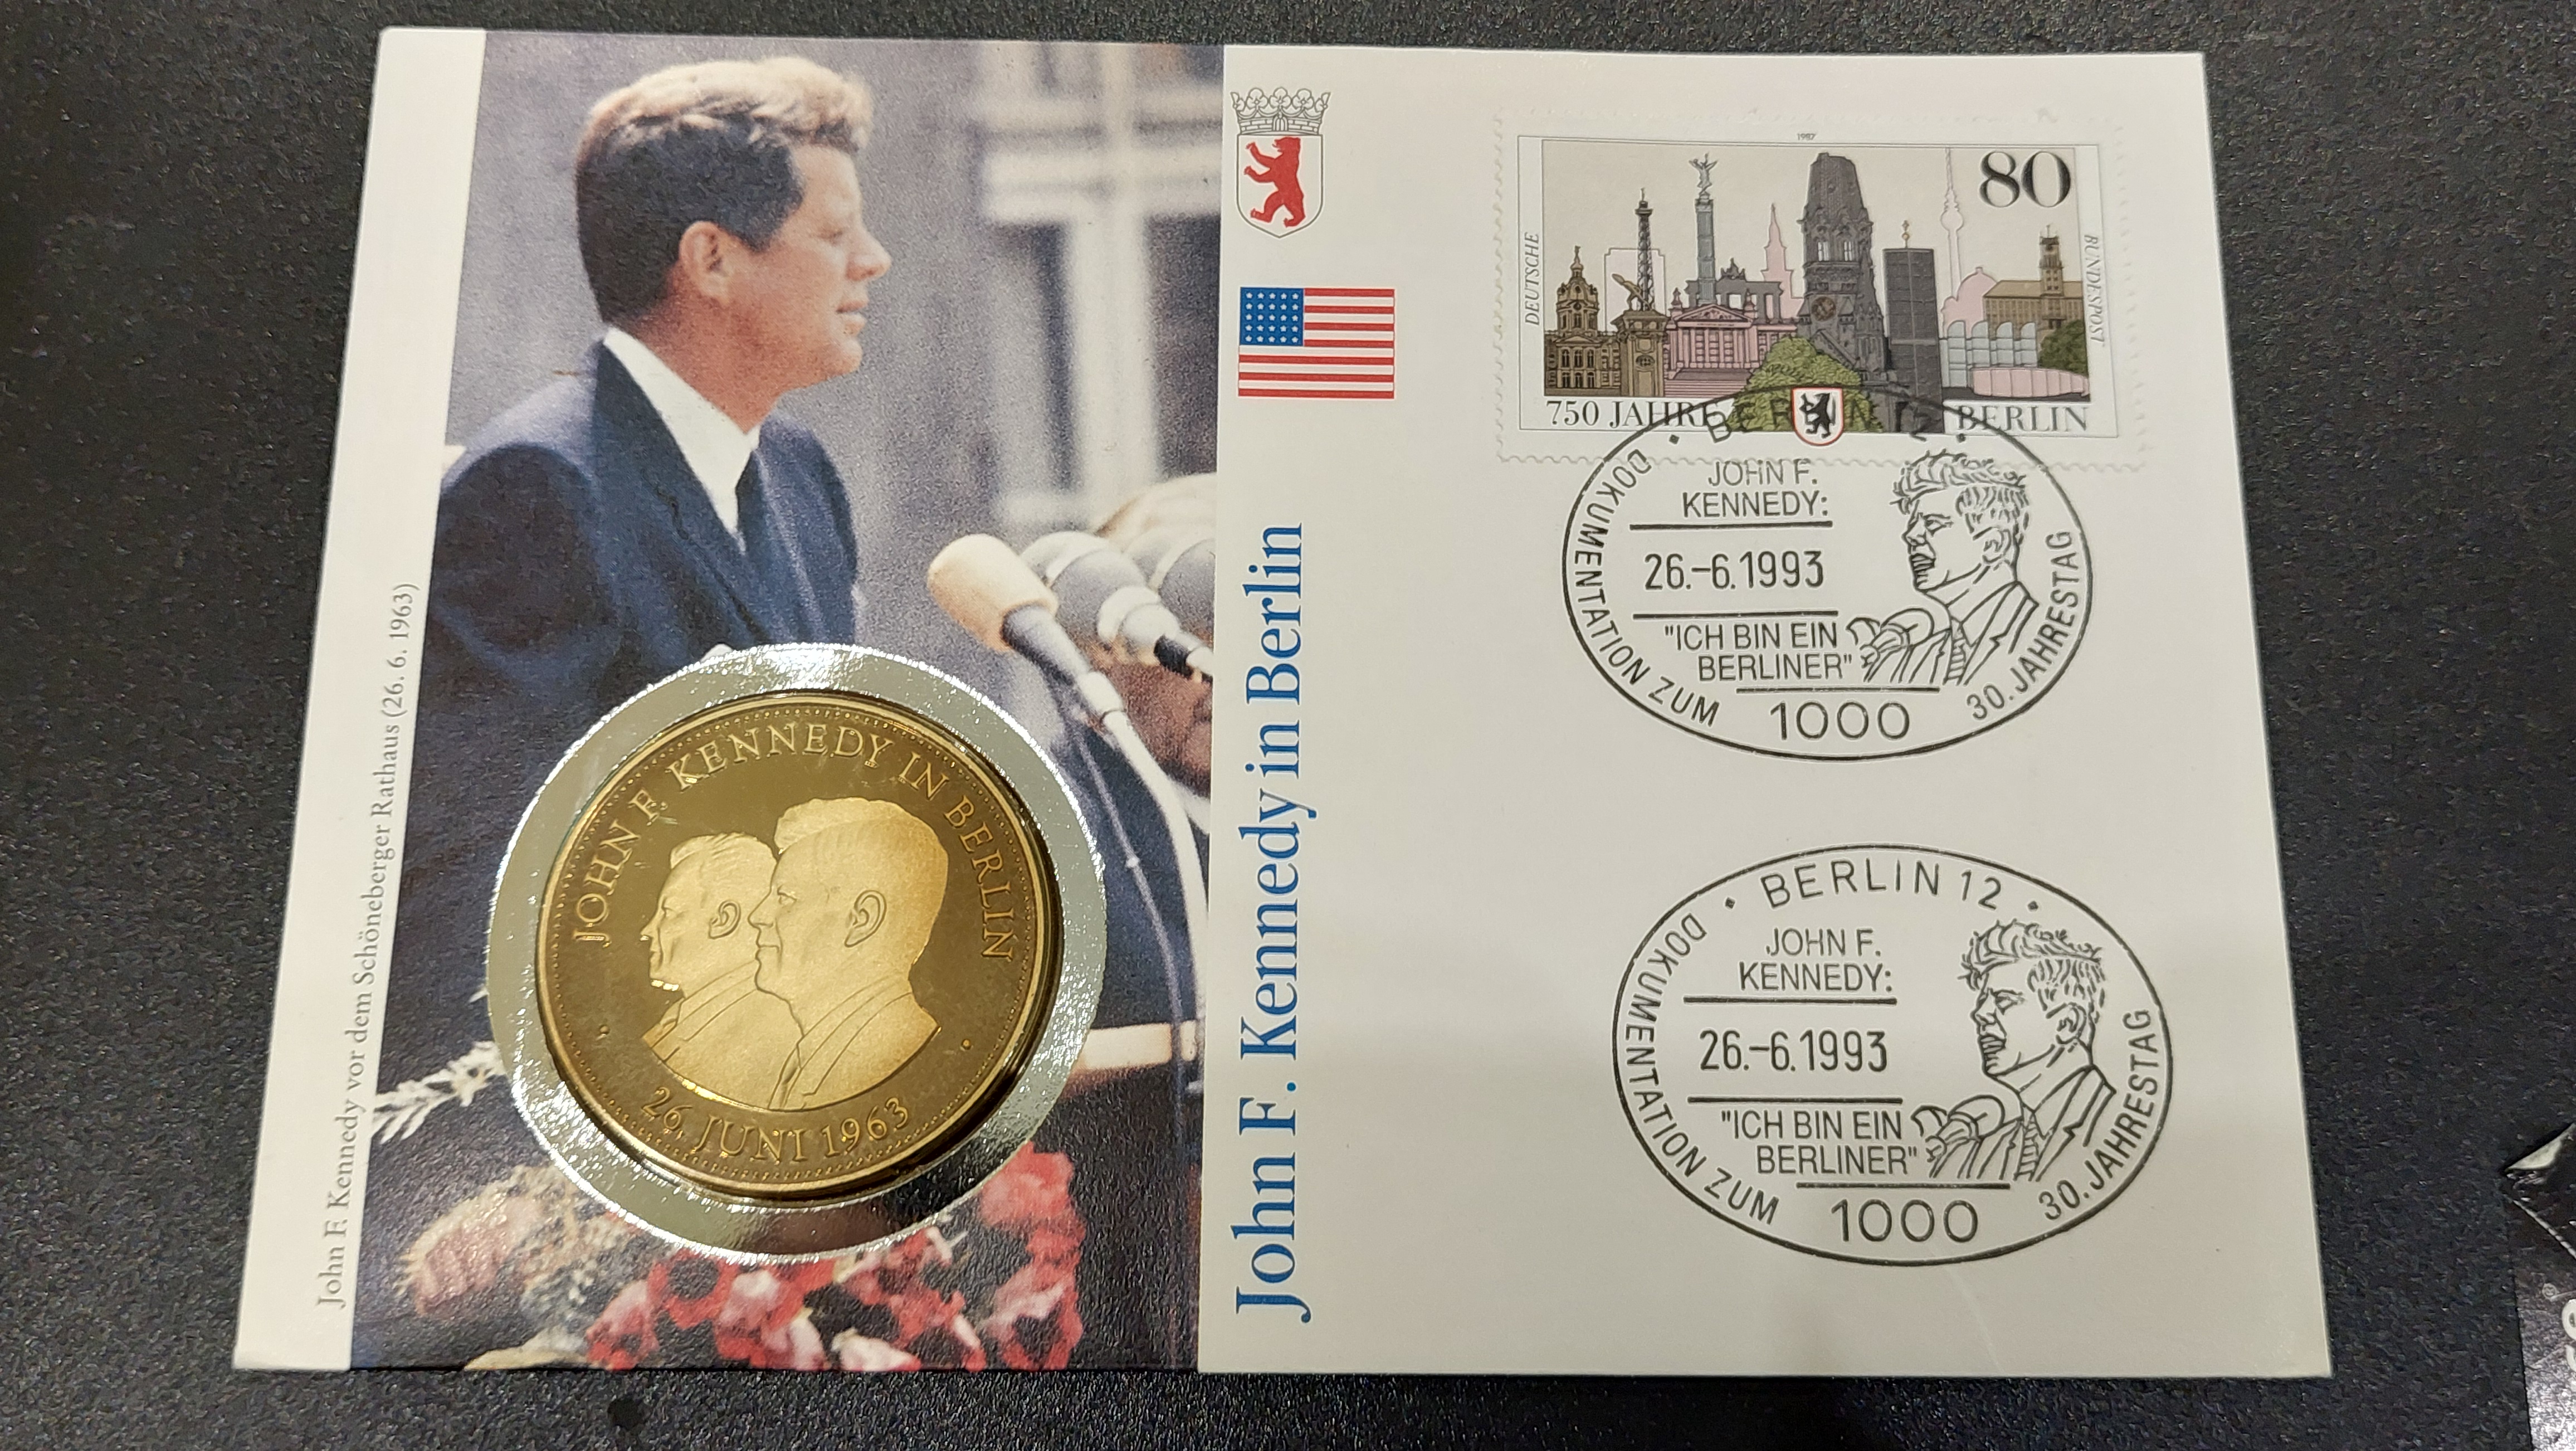 John F. Kennedy vor dem Schöneberger Rathaus (26. 6. 1963)
JOHN F. KENNEDY IN BERLIN
26. JUNI 1963
John F. Kennedy in Berlin
1987
80
DEUTSCHE
BUNDESPOST
750 JAHRE BERLIN
BERLIN 12
JOHN F.
KENNEDY:
26.-6.1993
"ICH BIN EIN
BERLINER"
1000
DOKUMENTATION ZUM 30. JAHRESTAG
BERLIN 12
JOHN F.
KENNEDY:
26.-6.1993
"ICH BIN EIN
BERLINER"
1000
DOKUMENTATION ZUM 30. JAHRESTAG